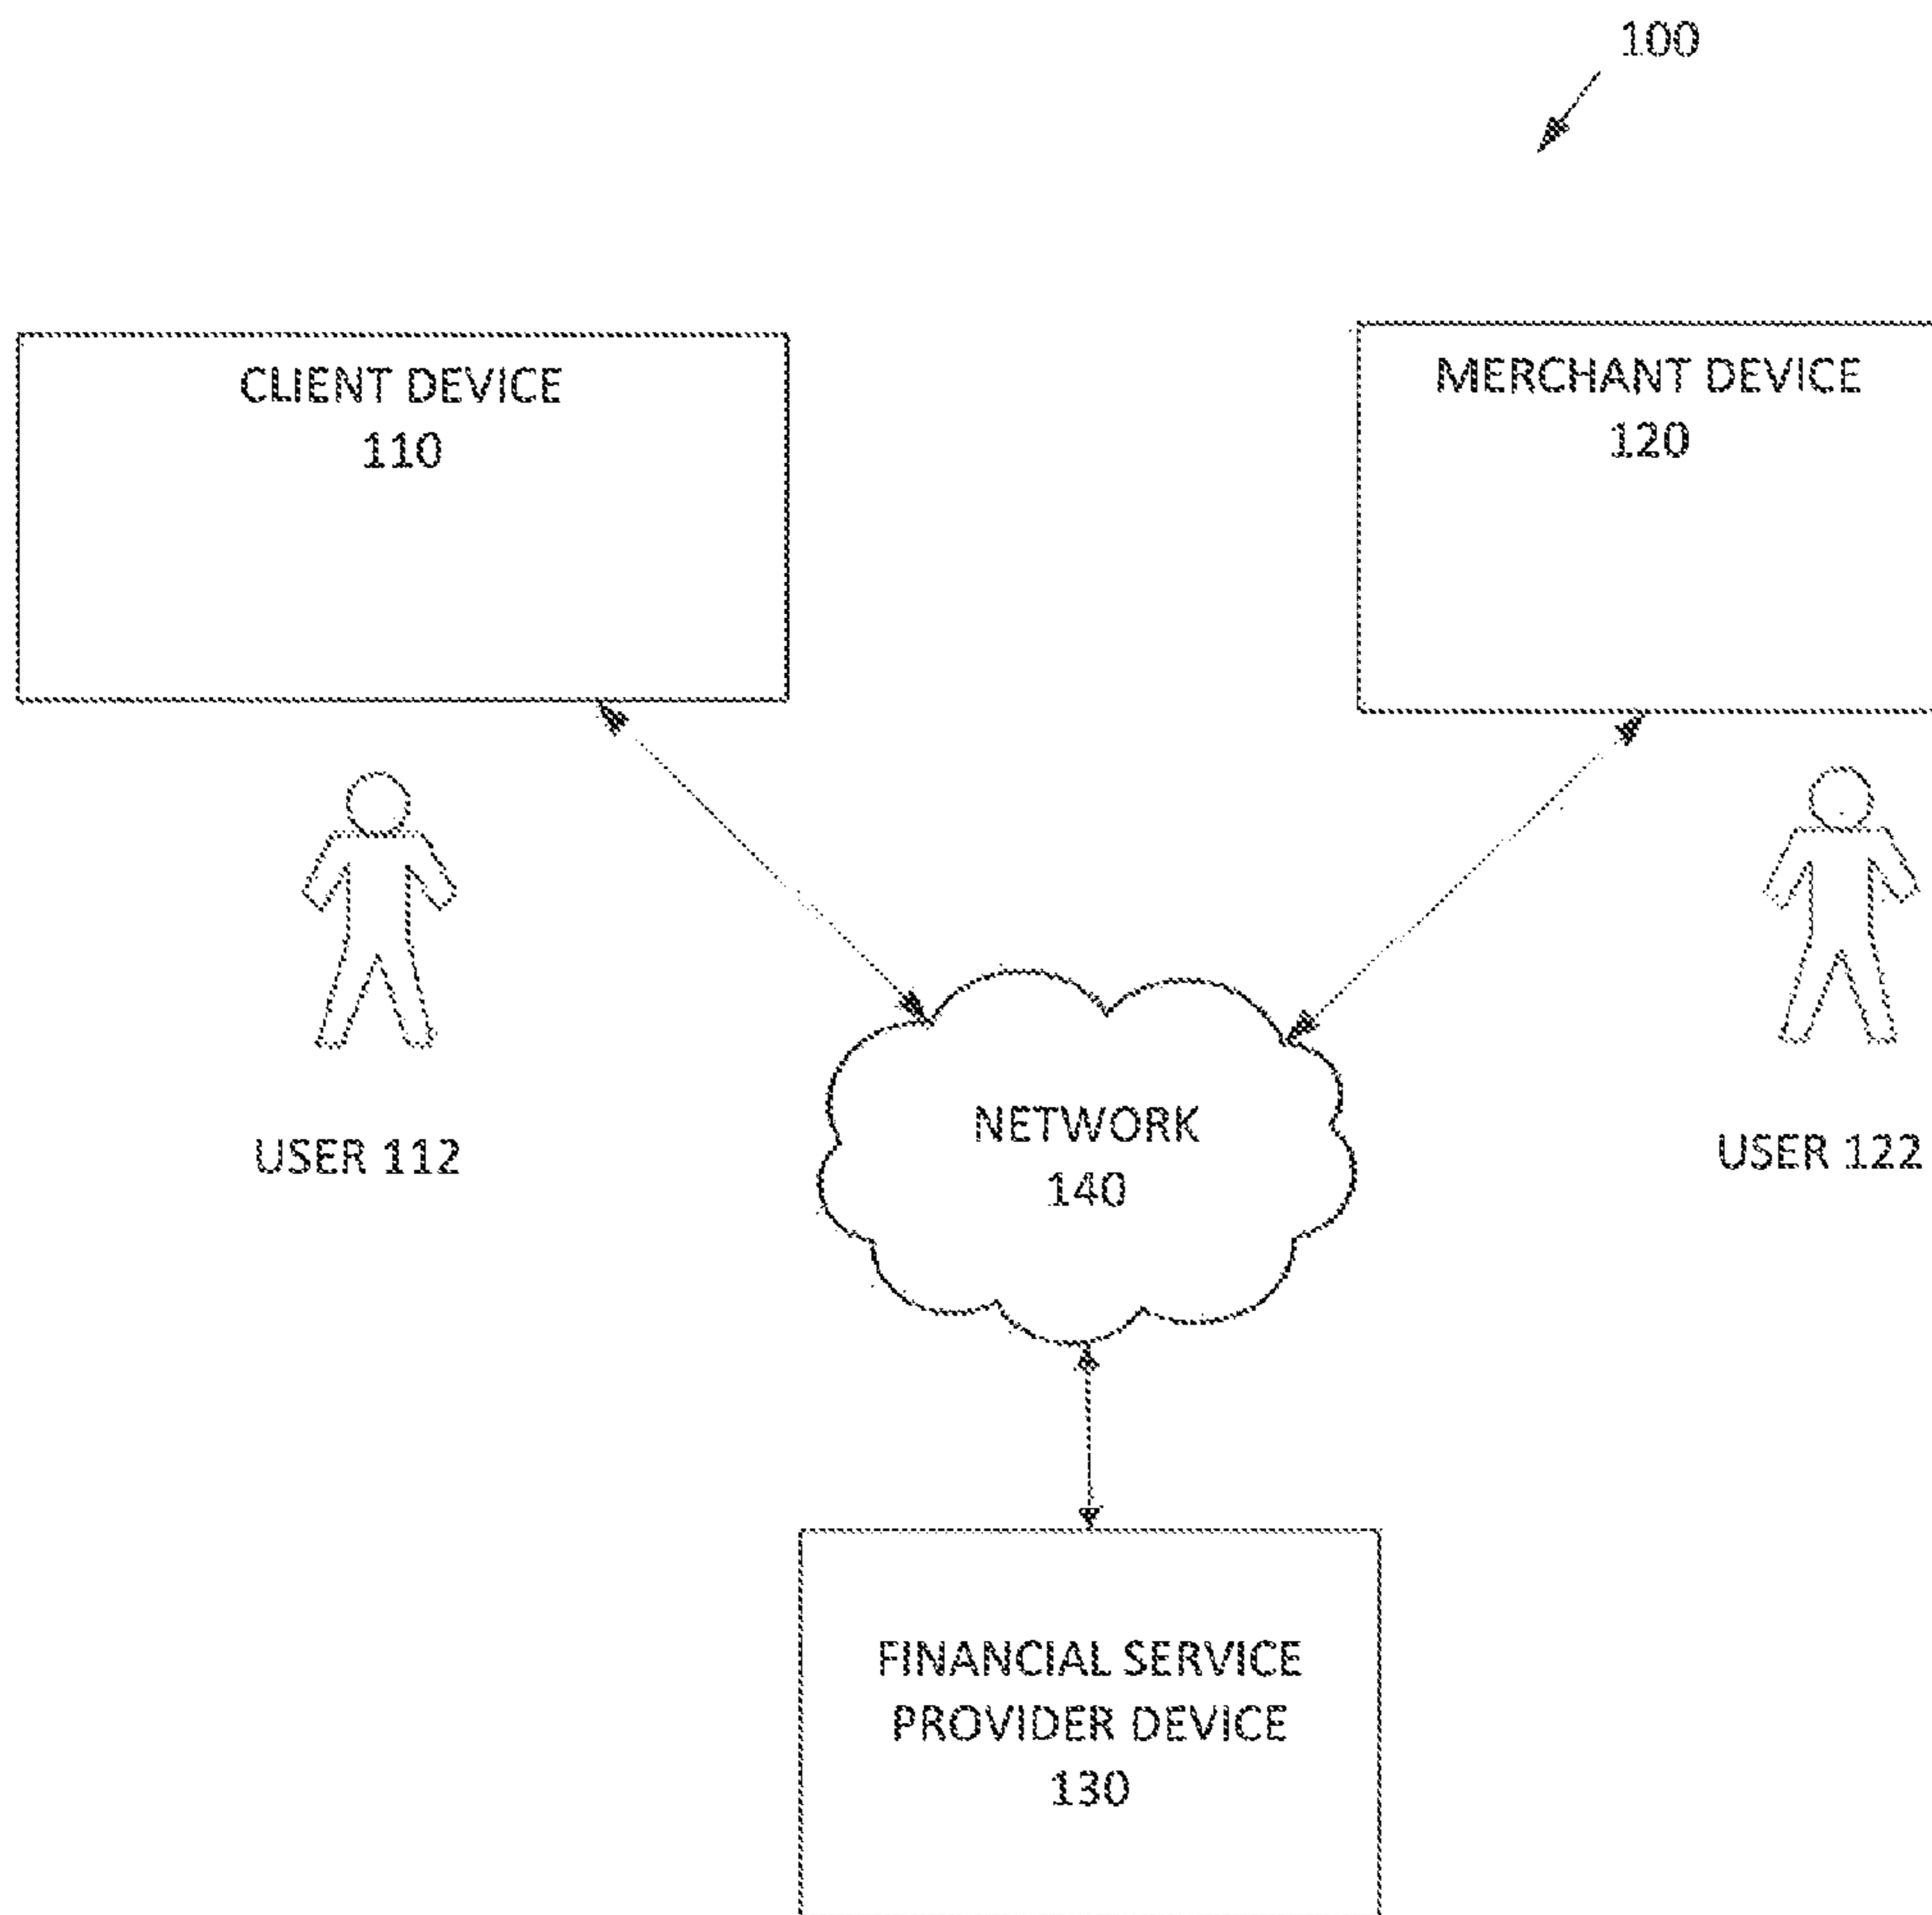 100
CLIENT DEVICE
110
MERCHANT DEVICE
120
USER 112
NETWORK
140
USER 122
FINANCIAL SERVICE
PROVIDER DEVICE
130